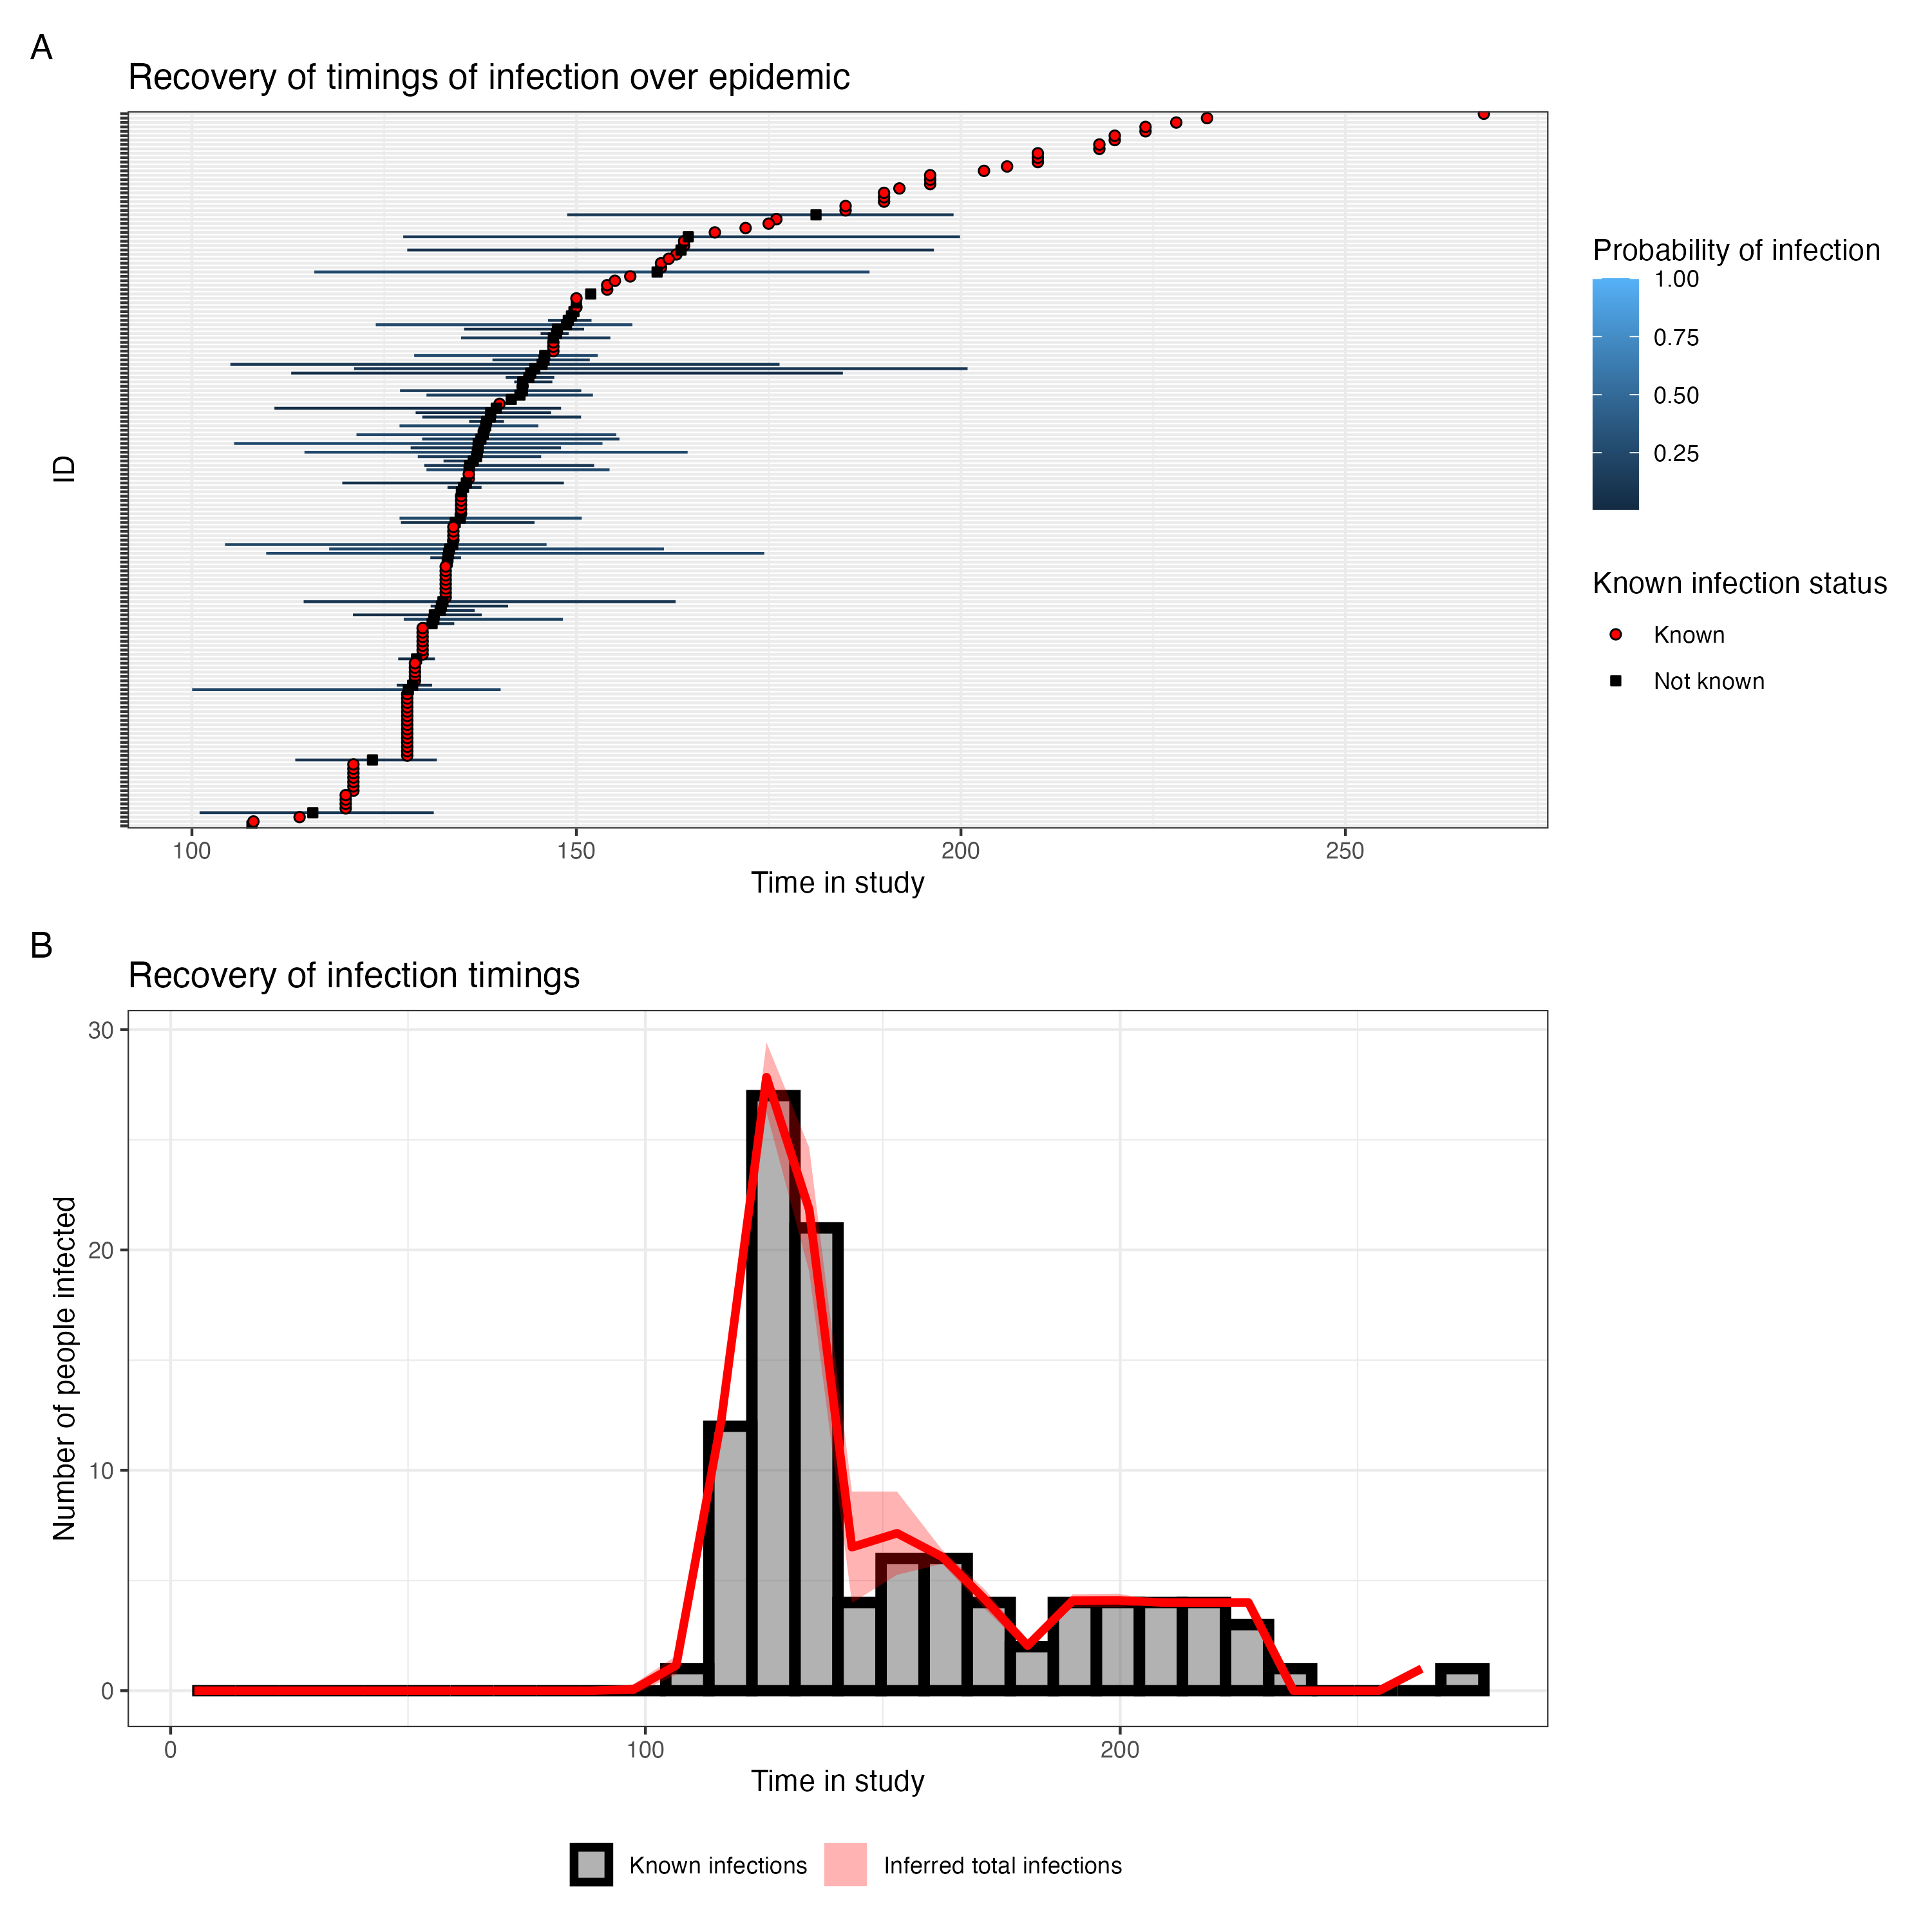 A
Recovery of timings of infection over epidemic
ID
100
150
200
250
Time in study
Probability of infection
1.00
0.75
0.50
0.25
Known infection status
Known
Not known
B
Recovery of infection timings
Number of people infected
30
20
10
0
0
100
200
Time in study
Known infections
Inferred total infections